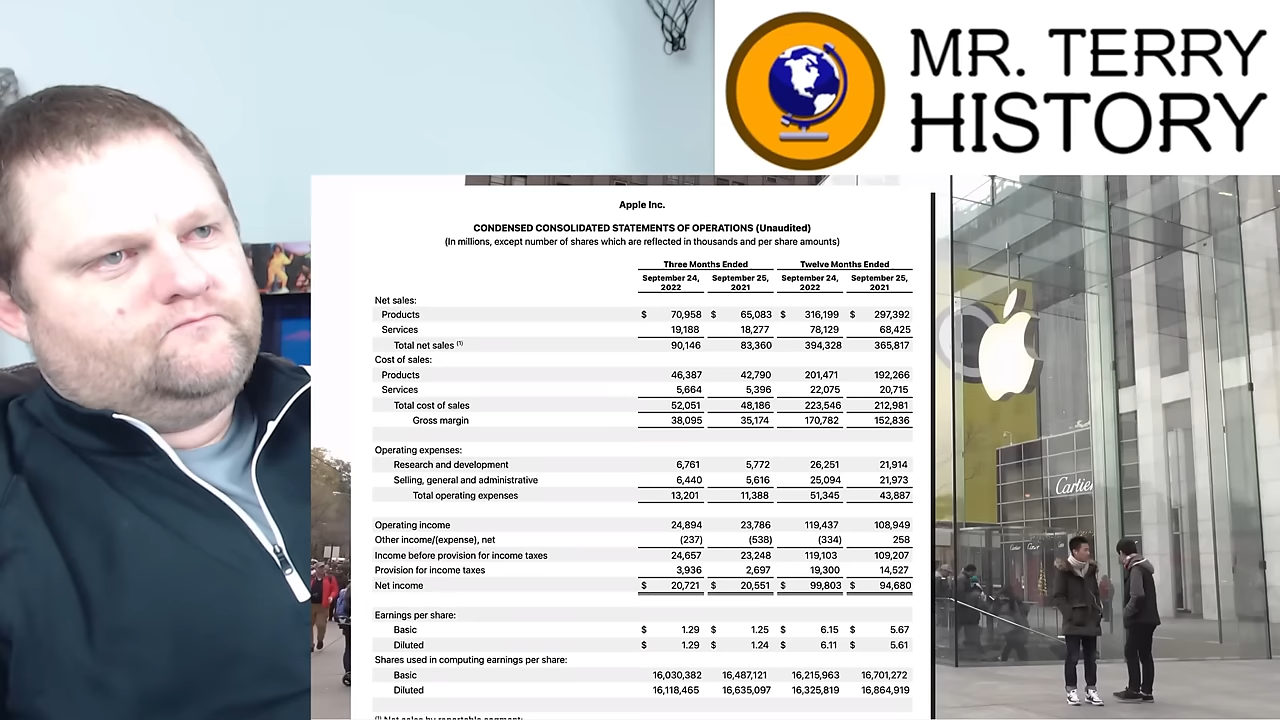 MR. TERRY
HISTORY
Apple Inc.
CONDENSED CONSOLIDATED STATEMENTS OF OPERATIONS (Unaudited)
(In millions, except number of shares which are reflected in thousands and per share amounts)
Three Months Ended Twelve Months Ended
September 24, 2022 September 25, 2021 September 24, 2022 September 25, 2021
Net sales:
Products $ 70,958 $ 65,083 $ 316,199 $ 297,392
Services 19,188 18,277 78,129 68,425
Total net sales (1) 90,146 83,360 394,328 365,817
Cost of sales:
Products 46,387 42,790 201,471 192,266
Services 5,664 5,396 22,075 20,715
Total cost of sales 52,051 48,186 223,546 212,981
Gross margin 38,095 35,174 170,782 152,836
Operating expenses:
Research and development 6,761 5,772 26,251 21,914
Selling, general and administrative 6,440 5,616 25,094 21,973
Total operating expenses 13,201 11,388 51,345 43,887
Operating income 24,894 23,786 119,437 108,949
Other income/(expense), net (237) (538) (334) 258
Income before provision for income taxes 24,657 23,248 119,103 109,207
Provision for income taxes 3,936 2,697 19,300 14,527
Net income $ 20,721 $ 20,551 $ 99,803 $ 94,680
Earnings per share:
Basic $ 1.29 $ 1.25 $ 6.15 $ 5.67
Diluted $ 1.29 $ 1.24 $ 6.11 $ 5.61
Shares used in computing earnings per share:
Basic 16,030,382 16,487,121 16,215,963 16,701,272
Diluted 16,118,465 16,635,097 16,325,819 16,864,919
(1) Net sales by reportable segment:
Cartier